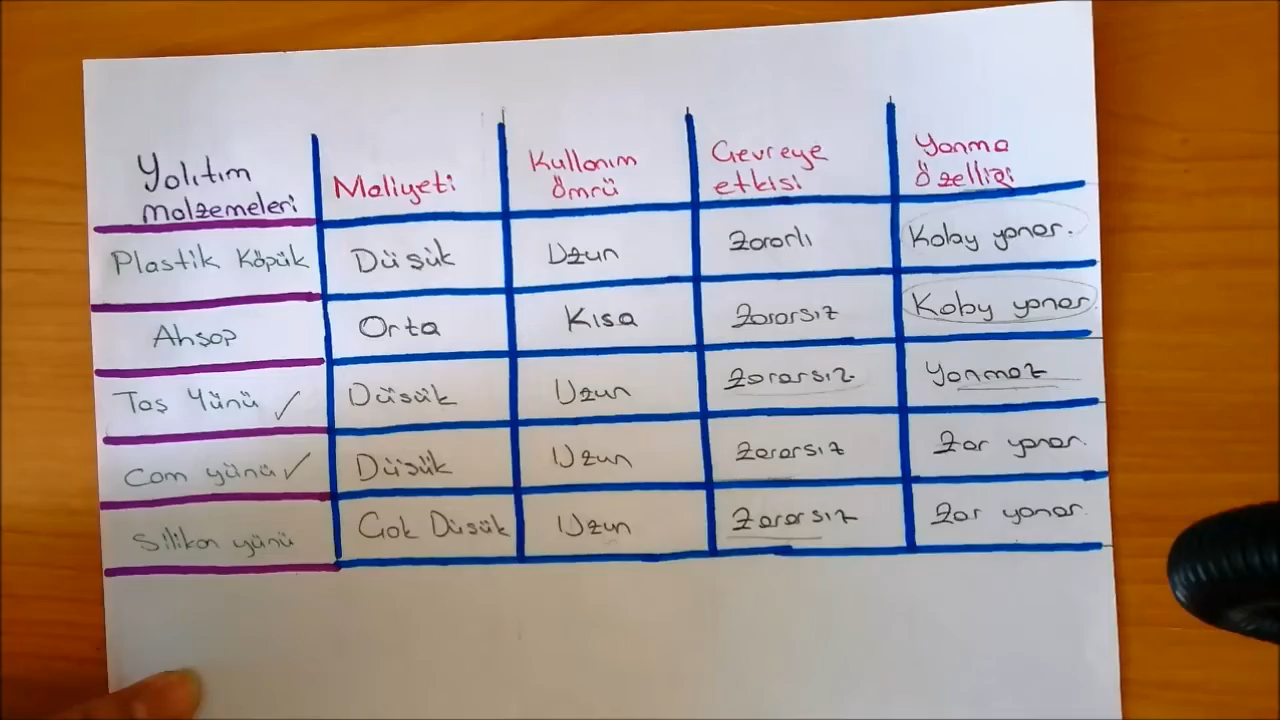 Yalıtım malzemeleri Maliyeti Kullanım Ömrü Çevreye etkisi Yanma özelliği
Plastik Köpük Düşük Uzun Zararlı Kolay yanar.
Ahşap Orta Kısa Zararsız Kolay yanar
Taş Yünü ✓ Düşük Uzun Zararsız Yanmaz
Cam yünü ✓ Düşük Uzun Zararsız Zor yanar.
Silikon yünü Çok Düşük Uzun Zararsız Zor yanar.